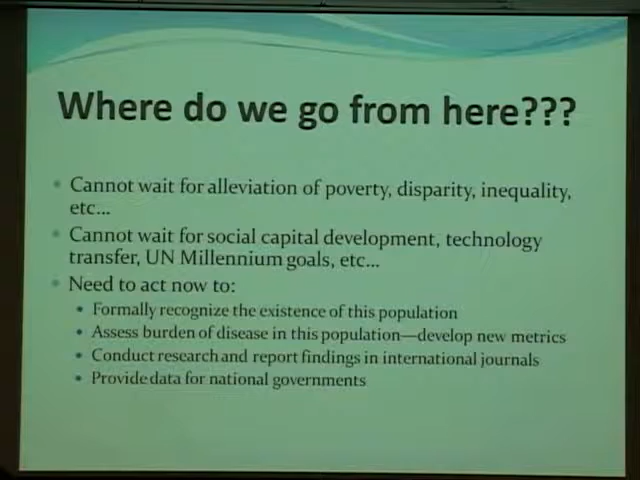 Where do we go from here???
Cannot wait for alleviation of poverty, disparity, inequality,
etc...
Cannot wait for social capital development, technology
transfer, UN Millennium goals, etc...
Need to act now to:
Formally recognize the existence of this population
Assess burden of disease in this population—develop new metrics
Conduct research and report findings in international journals
Provide data for national governments